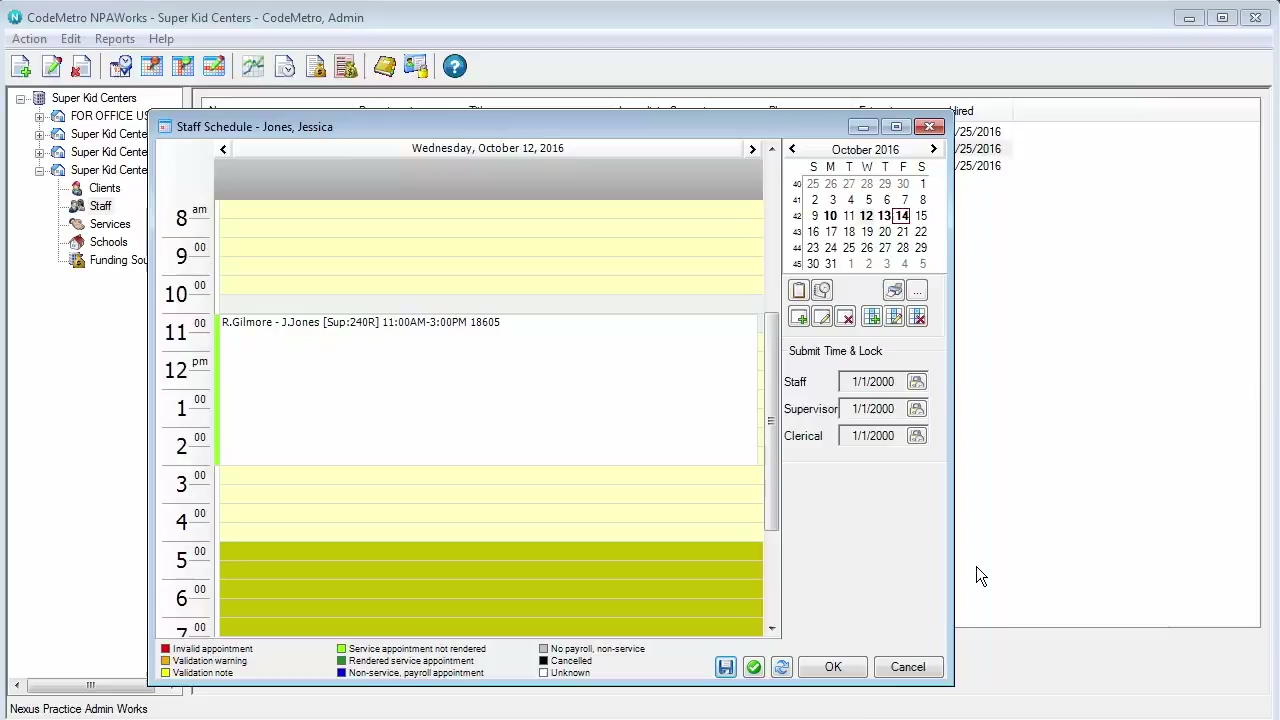 CodeMetro NPAWorks - Super Kid Centers - CodeMetro, Admin
Action Edit Reports Help
Super Kid Centers
FOR OFFICE US
Super Kid Cente
Super Kid Cente
Super Kid Cente
Clients
Staff
Services
Schools
Funding Sou
/25/2016
/25/2016
/25/2016
Staff Schedule - Jones, Jessica
Wednesday, October 12, 2016
8 am
9 00
10 00
11 00
12 pm
1 00
2 00
3 00
4 00
5 00
6 00
7 00
R.Gilmore - J.Jones [Sup:240R] 11:00AM-3:00PM 18605
October 2016
S M T W T F S
40 25 26 27 28 29 30 1
41 2 3 4 5 6 7 8
42 9 10 11 12 13 14 15
43 16 17 18 19 20 21 22
44 23 24 25 26 27 28 29
45 30 31 1 2 3 4 5
...
Submit Time & Lock
Staff 1/1/2000
Supervisor 1/1/2000
Clerical 1/1/2000
Invalid appointment
Validation warning
Validation note
Service appointment not rendered
Rendered service appointment
Non-service, payroll appointment
No payroll, non-service
Cancelled
Unknown
OK
Cancel
Nexus Practice Admin Works